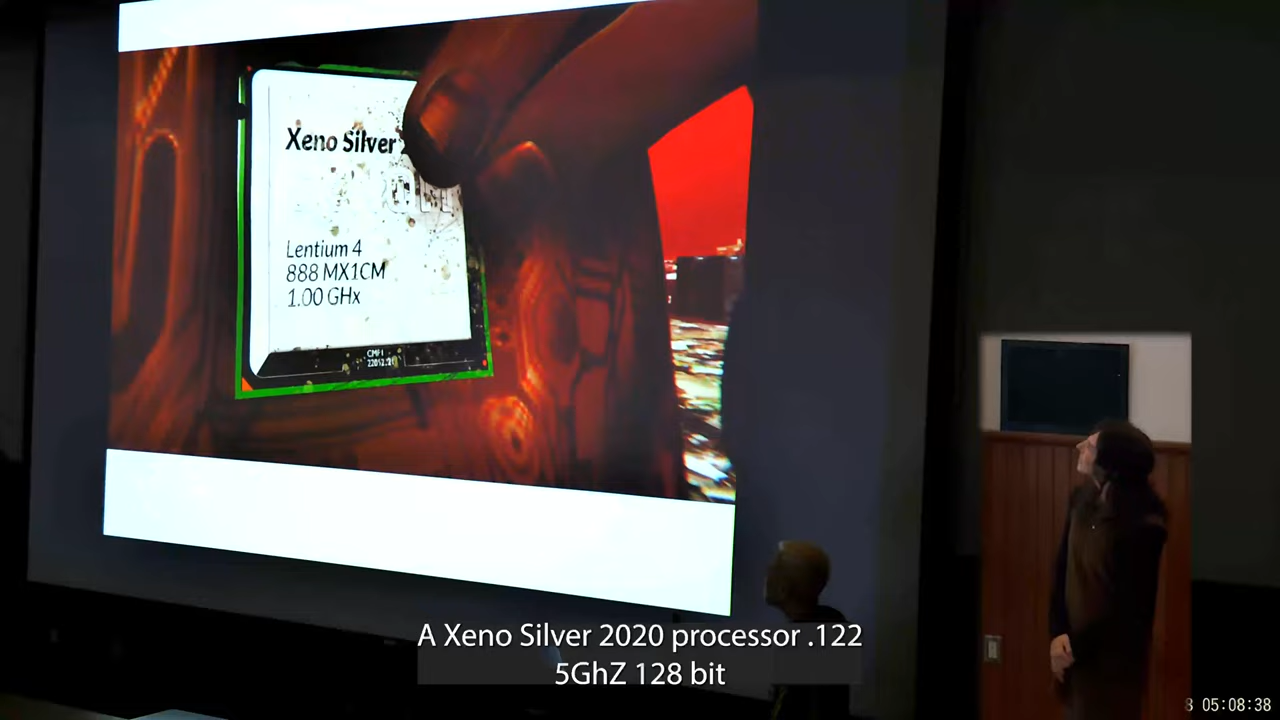 Xeno Silver
Lentium 4
888 MX1CM
1.00 GHx
A Xeno Silver 2020 processor .122
5GhZ 128 bit
8 05:08:38